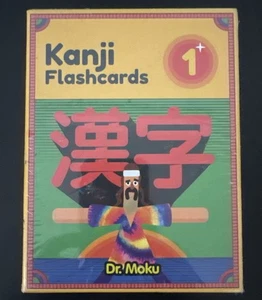 Kanji
Flashcards
1+
漢字
Dr. Moku